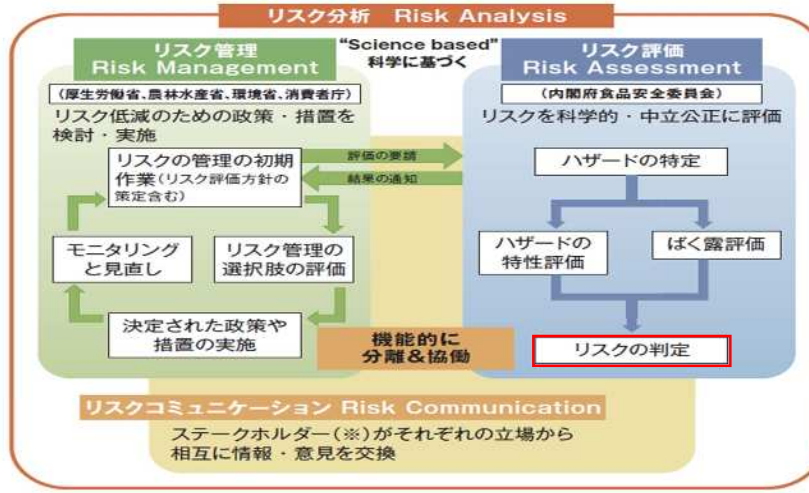 リスク分析 Risk Analysis
リスク管理
Risk Management
(厚生労働省、農林水産省、環境省、消費者庁)
リスク低減のための政策・措置を
検討・実施
リスクの管理の初期
作業(リスク評価方針の
策定含む)
モニタリング
と見直し
リスク管理の
選択肢の評価
決定された政策や
措置の実施
“Science based”
科学に基づく
評価の要請
結果の通知
機能的に
分離&協働
リスク評価
Risk Assessment
(内閣府食品安全委員会)
リスクを科学的・中立公正に評価
ハザードの特定
ハザードの
特性評価
ばく露評価
リスクの判定
リスクコミュニケーション Risk Communication
ステークホルダー(※)がそれぞれの立場から
相互に情報・意見を交換